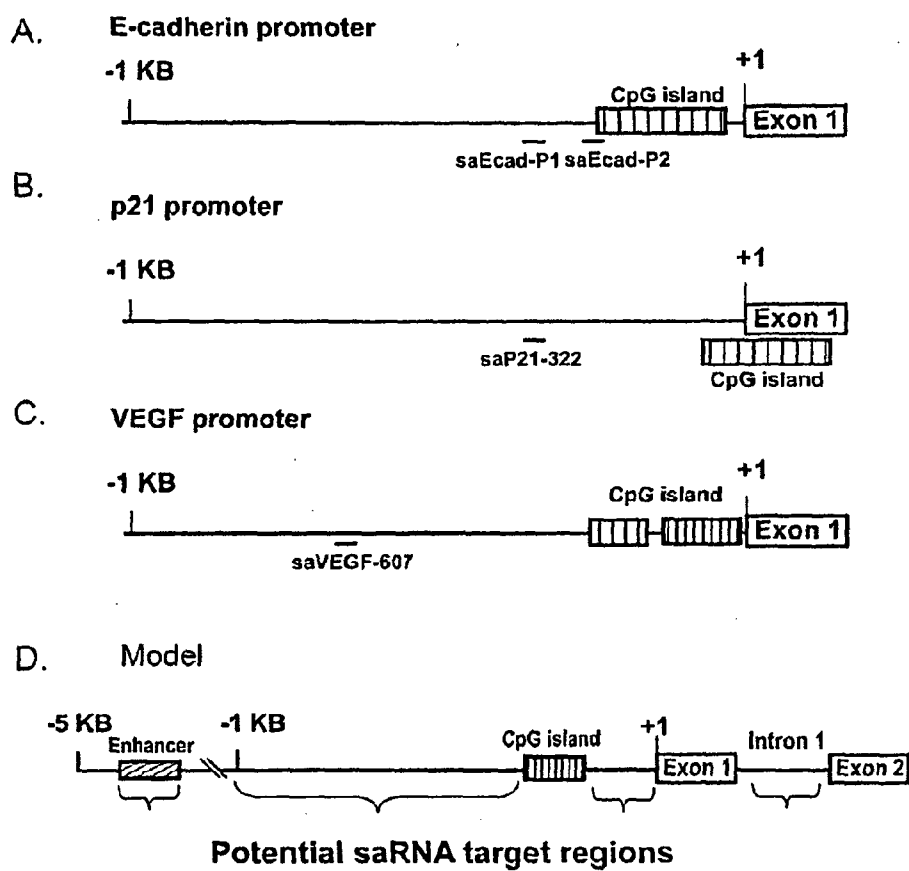 A.
E-cadherin promoter
-1 KB
+1
CpG island
Exon 1
saEcad-P1 saEcad-P2
B.
p21 promoter
-1 KB
+1
Exon 1
saP21-322
CpG island
C.
VEGF promoter
-1 KB
+1
CpG island
Exon 1
saVEGF-607
D. Model
-5 KB
-1 KB
+1
Enhancer
CpG island
Intron 1
Exon 1
Exon 2
Potential saRNA target regions